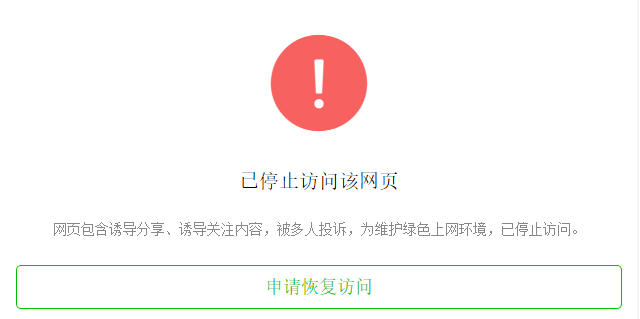 已停止访问该网页
网页包含诱导分享、诱导关注内容，被多人投诉，为维护绿色上网环境，已停止访问。
申请恢复访问